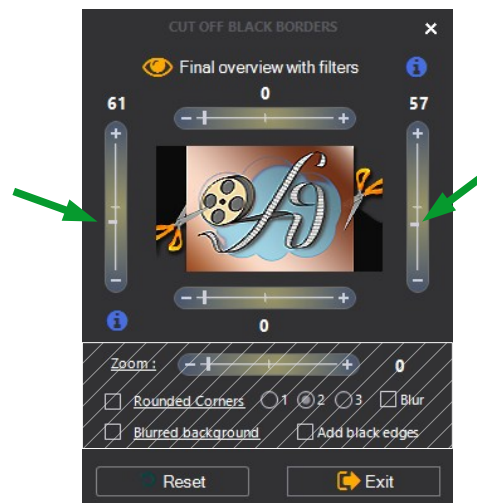 CUT OFF BLACK BORDERS
Final overview with filters
0
61
57
0
Zoom :
0
Rounded Corners 1 2 3 Blur
Blurred background Add black edges
Reset Exit